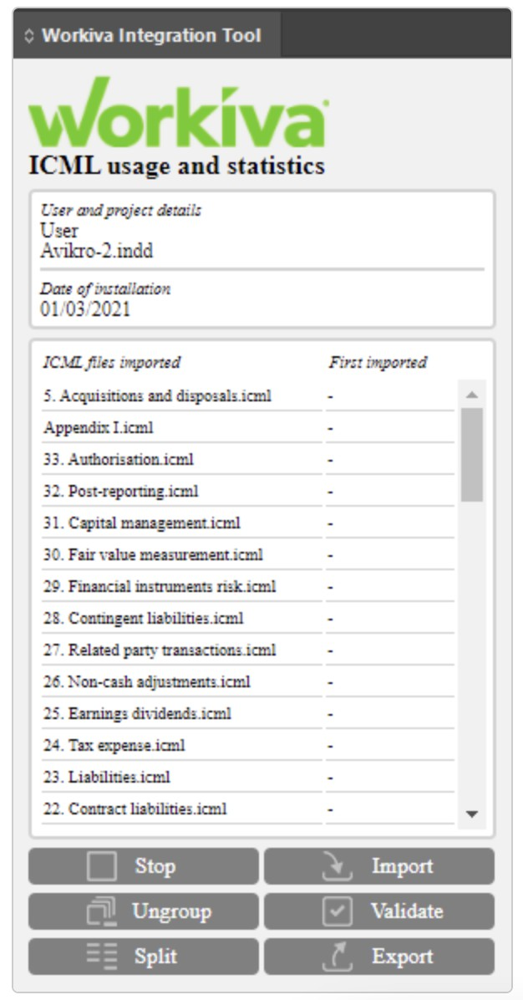 Workiva Integration Tool
workiva
ICML usage and statistics
User and project details
User
Avikro-2.indd
Date of installation
01/03/2021
ICML files imported First imported
5. Acquisitions and disposals.icml -
Appendix I.icml -
33. Authorisation.icml -
32. Post-reporting.icml -
31. Capital management.icml -
30. Fair value measurement.icml -
29. Financial instruments risk.icml -
28. Contingent liabilities.icml -
27. Related party transactions.icml -
26. Non-cash adjustments.icml -
25. Earnings dividends.icml -
24. Tax expense.icml -
23. Liabilities.icml -
22. Contract liabilities.icml -
Stop Import
Ungroup Validate
Split Export